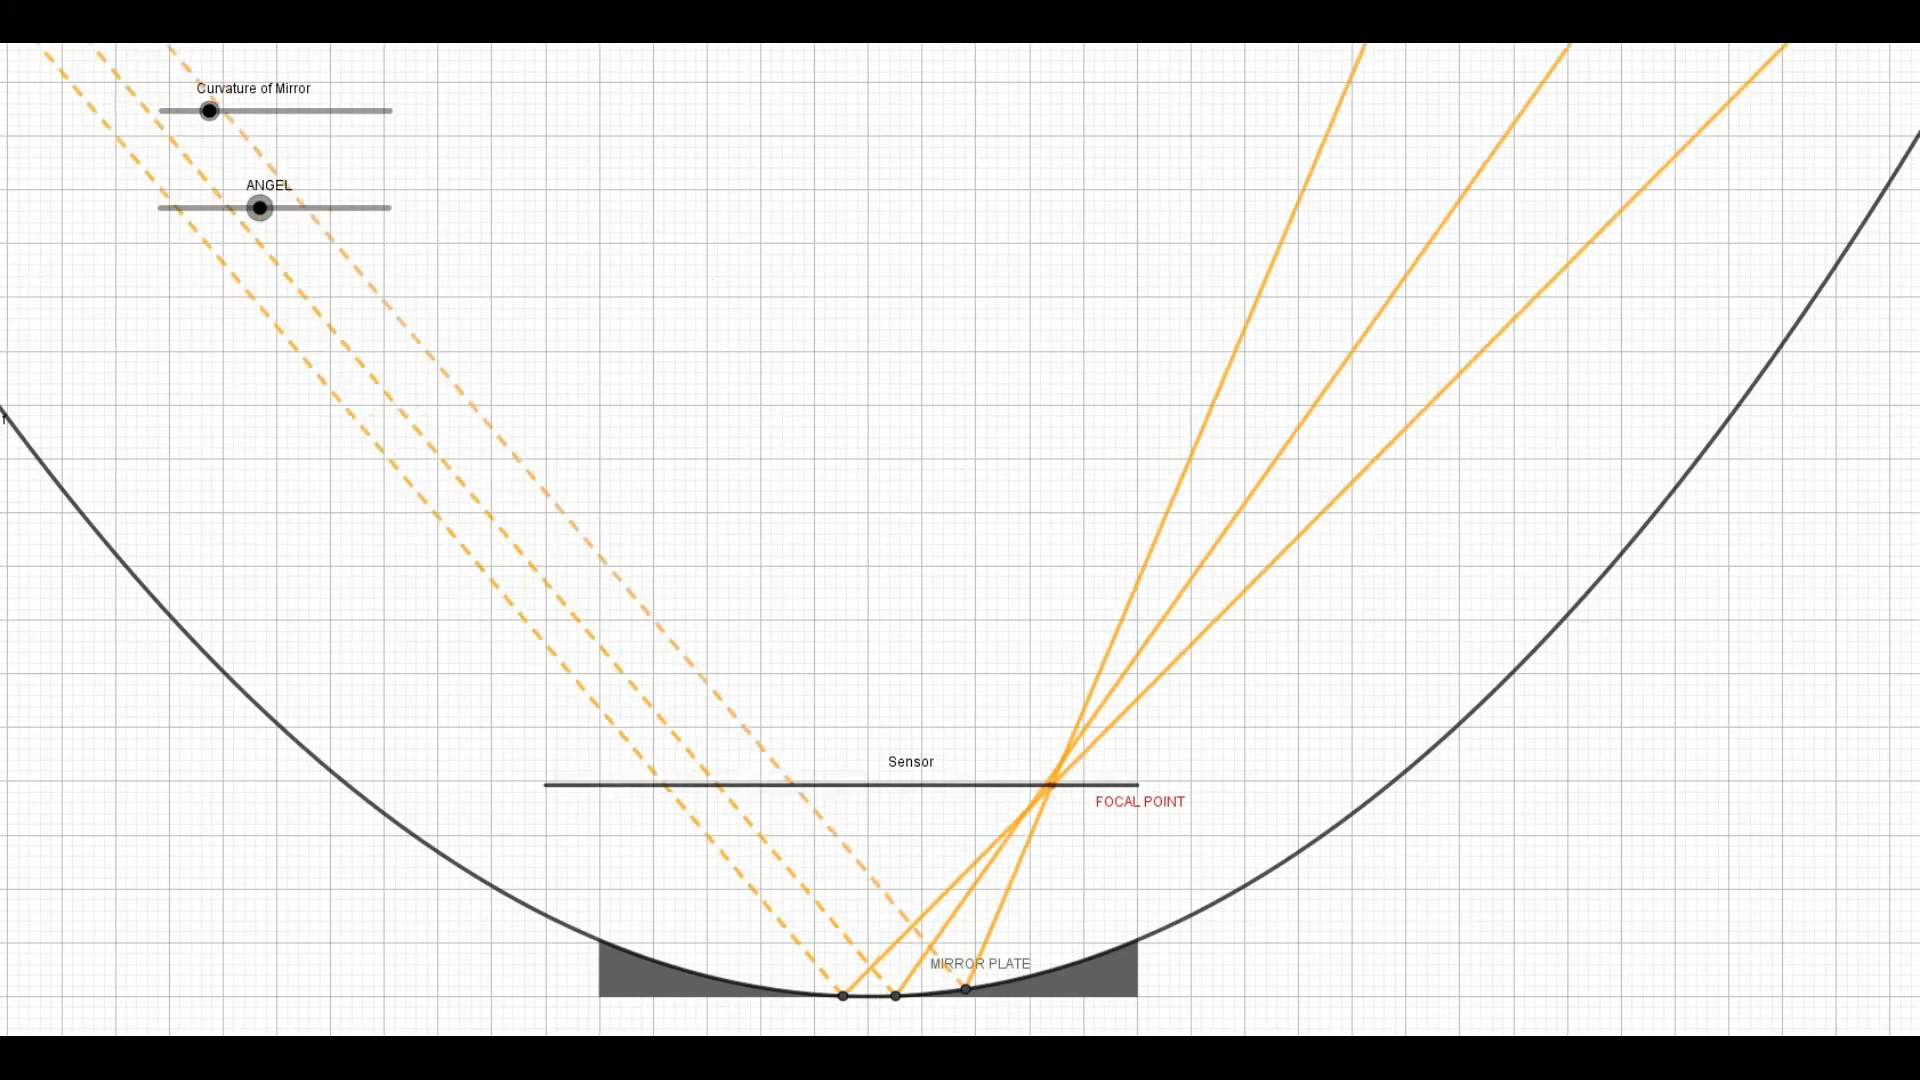 Curvature of Mirror
ANGEL
f
Sensor
FOCAL POINT
MIRROR PLATE